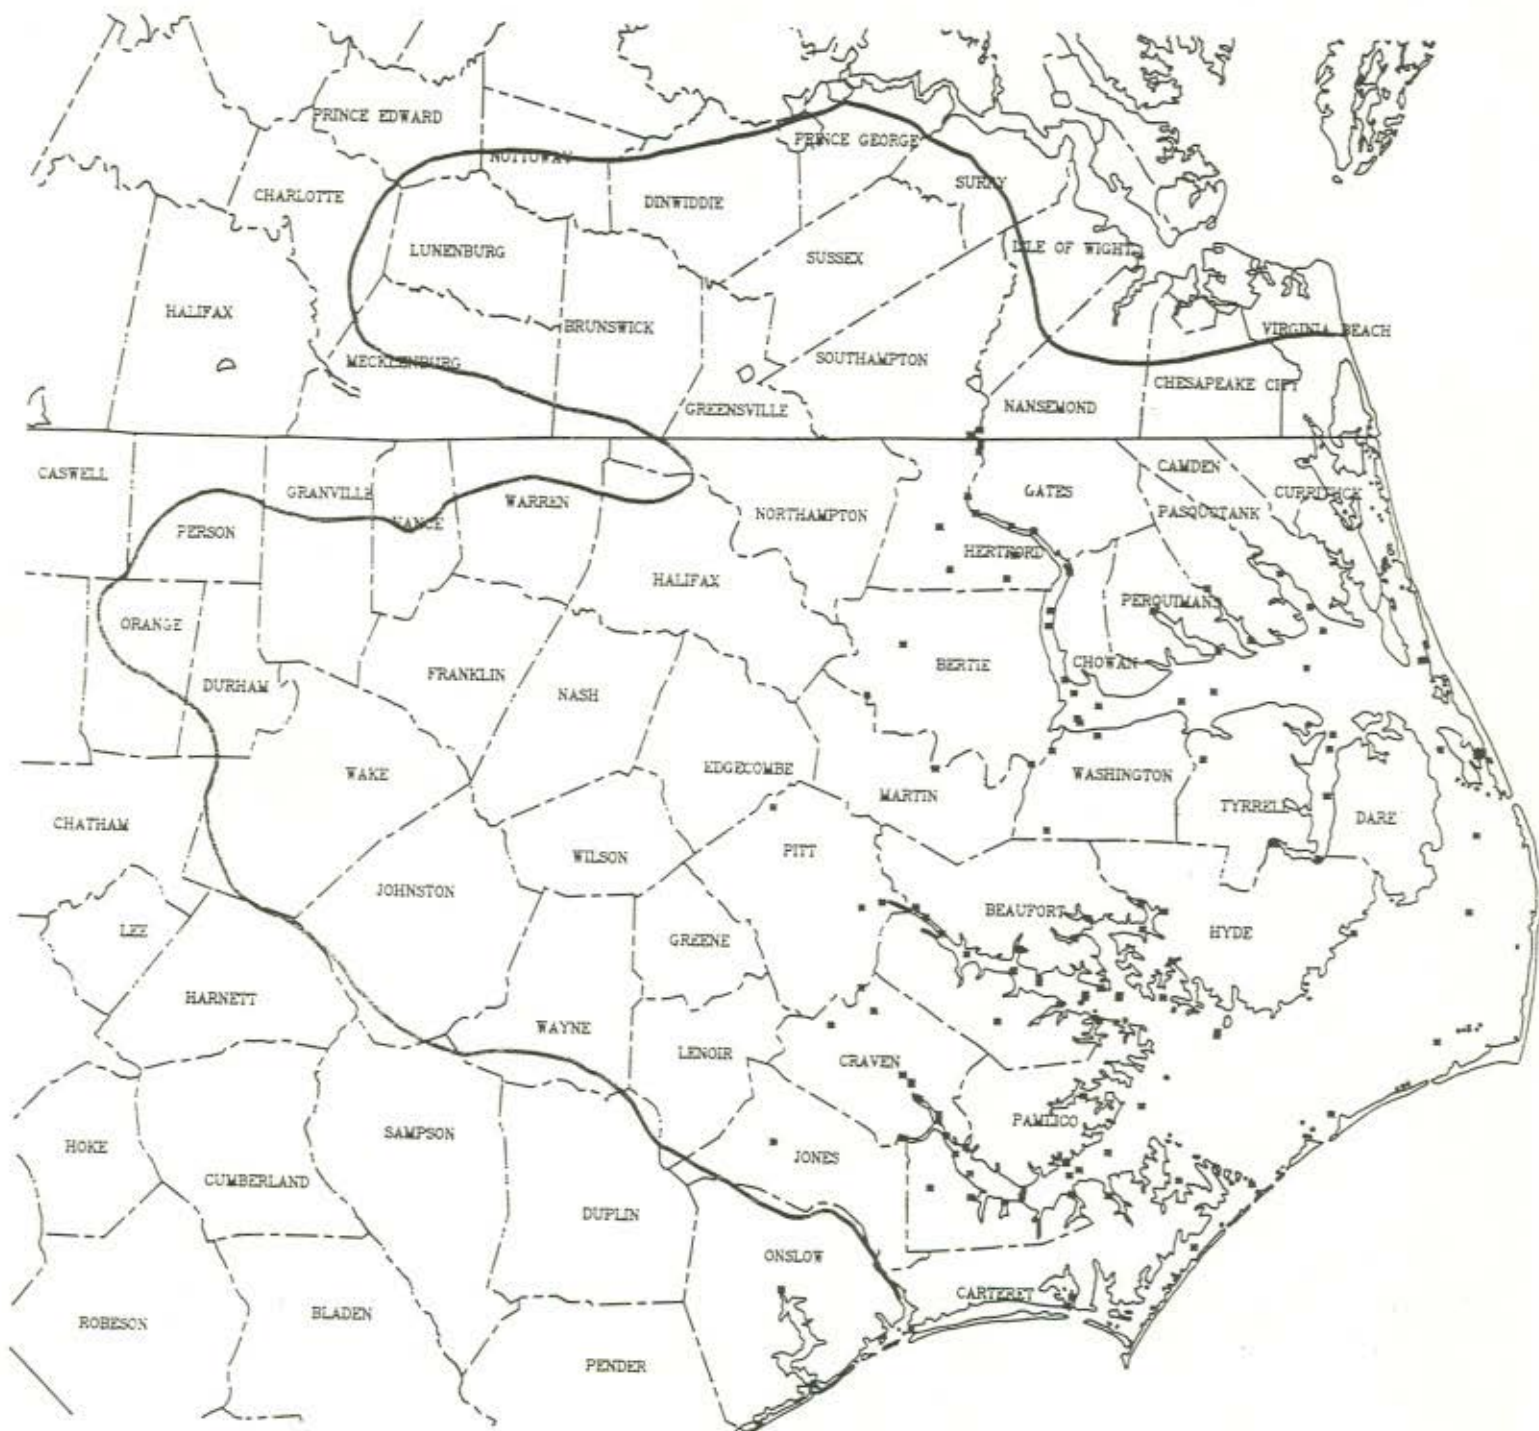 PRINCE EDWARD
PRINCE GEORGE
NOTTOWAY
SURRY
CHARLOTTE
DINWIDDIE
LUNENBURG
SUSSEX
ISLE OF WIGHT
HALIFAX
BRUNSWICK
VIRGINIA BEACH
MECKLENBURG
SOUTHAMPTON
CHESAPEAKE CITY
GREENSVILLE
NANSEMOND
CASWELL
CAMDEN
GRANVILLE
WARREN
GATES
CURRITUCK
VANCE
NORTHAMPTON
PASQUOTANK
PERSON
HERTFORD
HALIFAX
PERQUIMANS
ORANGE
BERTIE
CHOWAN
FRANKLIN
DURHAM
NASH
WAKE
EDGECOMBE
WASHINGTON
MARTIN
TYRRELL
DARE
CHATHAM
PITT
WILSON
JOHNSTON
BEAUFORT
LEE
GREENE
HYDE
HARNETT
WAYNE
LENOIR
CRAVEN
PAMLICO
SAMPSON
HOKE
JONES
CUMBERLAND
DUPLIN
ONSLOW
CARTERET
BLADEN
ROBESON
PENDER